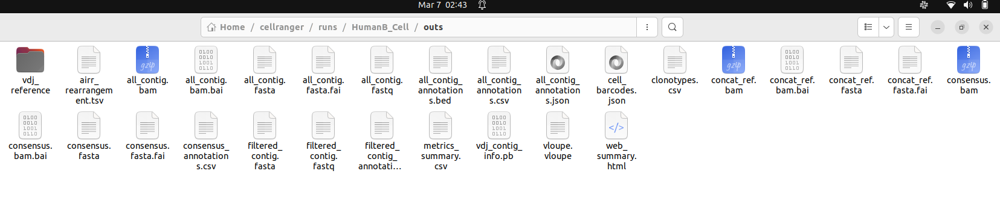 Mar 7 02:43
Home / cellranger / runs / HumanB_Cell / outs
vdj_
reference
airr_
rearrangem
ent.tsv
gzip
all_contig.
bam
0100
0010
1001
0110
all_contig.
bam.bai
all_contig.
fasta
all_contig.
fasta.fai
all_contig.
fastq
all_contig_
annotation
s.bed
all_contig_
annotation
s.csv
all_contig_
annotation
s.json
cell_
barcodes.
json
clonotypes.
csv
gzip
concat_ref.
bam
0100
0010
1001
0110
concat_ref.
bam.bai
concat_ref.
fasta
concat_ref.
fasta.fai
gzip
consensus.
bam
0100
0010
1001
0110
consensus.
bam.bai
consensus.
fasta
consensus.
fasta.fai
consensus_
annotation
s.csv
filtered_
contig.
fasta
filtered_
contig.
fastq
filtered_
contig_
annotati…
metrics_
summary.
csv
0100
0010
1001
0110
vdj_contig_
info.pb
vloupe.
vloupe
</>
web_
summary.
html